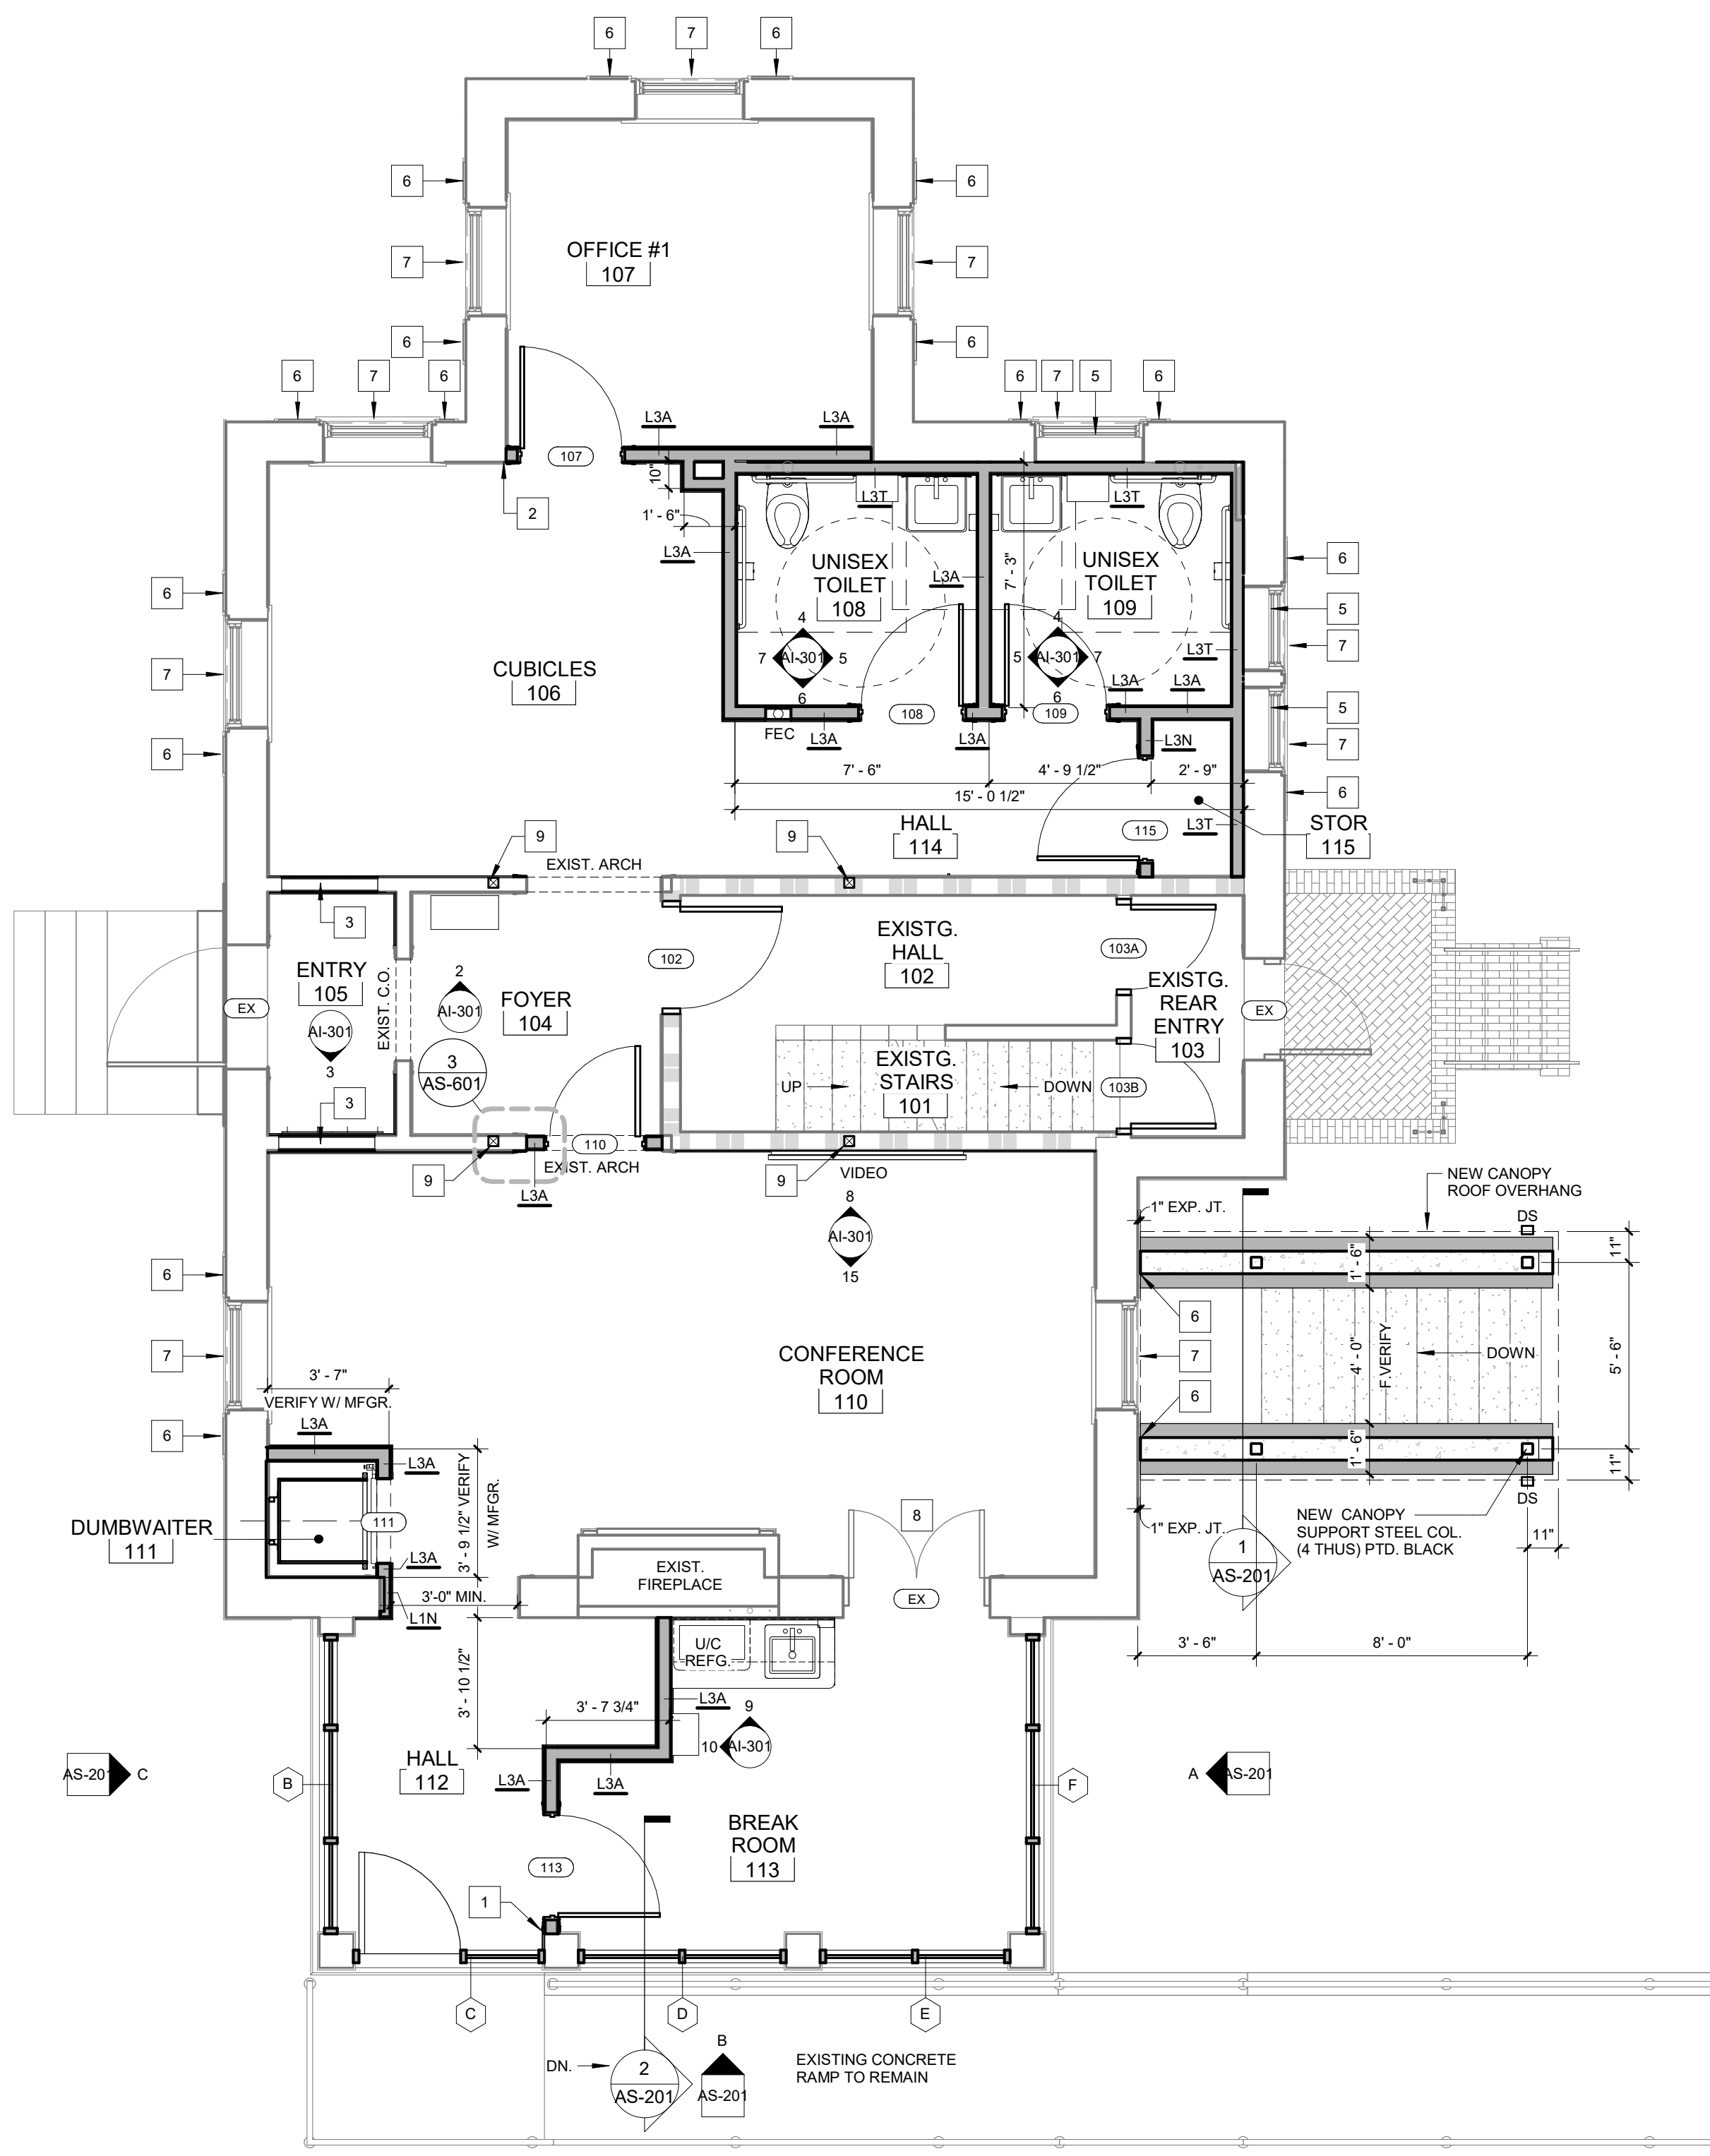 6
7
6
6
6
7
7
OFFICE #1
107
6
6
6
7
6
6
7
5
6
L3A
L3A
107
10"
2
1' - 6"
L3A
L3T
L3T
UNISEX
TOILET
108
L3A
7' - 3"
UNISEX
TOILET
109
6
5
7
6
7
6
4
7
AI-301
5
6
4
5
AI-301
7
6
L3T
L3A
L3A
5
7
6
CUBICLES
106
108
109
FEC
L3A
L3A
L3N
7' - 6"
4' - 9 1/2"
2' - 9"
15' - 0 1/2"
HALL
114
115
L3T
STOR
115
9
9
EXIST. ARCH
3
ENTRY
105
EX
AI-301
3
3
EXIST. C.O.
2
AI-301
FOYER
104
3
AS-601
102
EXISTG.
HALL
102
103A
EXISTG.
REAR
ENTRY
103
EX
EXISTG.
STAIRS
101
UP
DOWN
103B
110
EXIST. ARCH
9
L3A
9
VIDEO
8
AI-301
15
NEW CANOPY
ROOF OVERHANG
1" EXP. JT.
DS
11"
1' - 6"
6
7
6
4' - 0"
F.VERIFY
DOWN
5' - 6"
1' - 6"
11"
DS
NEW CANOPY
SUPPORT STEEL COL.
(4 THUS) PTD. BLACK
11"
1" EXP. JT.
1
AS-201
3' - 6"
8' - 0"
6
7
6
CONFERENCE
ROOM
110
3' - 7"
VERIFY W/ MFGR.
L3A
L3A
3' - 9 1/2" VERIFY
W/ MFGR.
DUMBWAITER
111
111
L3A
L1N
3'-0" MIN.
EXIST.
FIREPLACE
8
EX
U/C
REFG.
3' - 10 1/2"
3' - 7 3/4"
L3A
9
10
AI-301
HALL
112
L3A
L3A
AS-201
C
B
F
A
AS-201
BREAK
ROOM
113
113
1
C
D
E
DN.
2
AS-201
B
AS-201
EXISTING CONCRETE
RAMP TO REMAIN